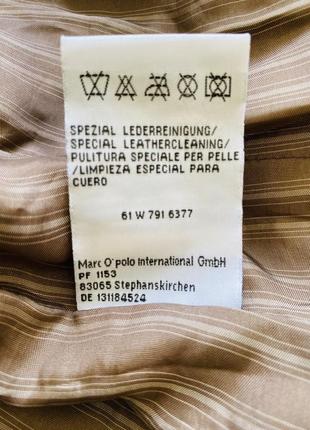 SPEZIAL LEDERREINIGUNG/
SPECIAL LEATHERCLEANING/
PULITURA SPECIALE PER PELLE
/LIMPIEZA ESPECIAL PARA
CUERO
61 W 791 6377
Marc O'polo International GmbH
PF 1153
83065 Stephanskirchen
DE 131184524